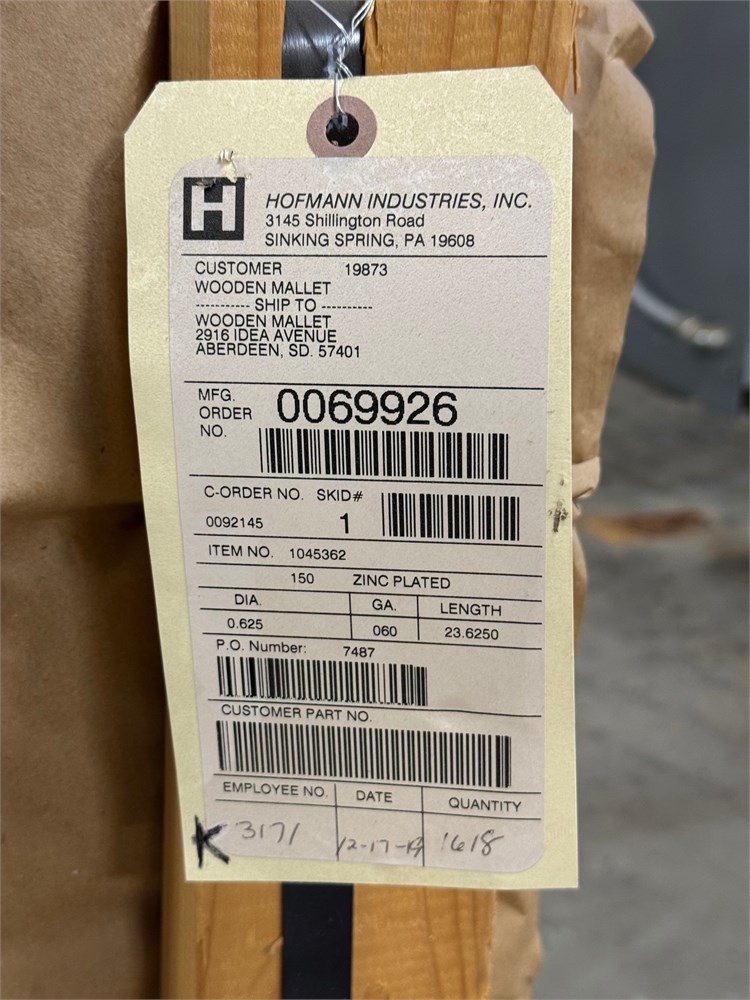 H
HOFMANN INDUSTRIES, INC.
3145 Shillington Road
SINKING SPRING, PA 19608
CUSTOMER 19873
WOODEN MALLET
----------- SHIP TO ----------
WOODEN MALLET
2916 IDEA AVENUE
ABERDEEN, SD. 57401
MFG. ORDER NO. 0069926
C-ORDER NO. SKID#
0092145 1
ITEM NO. 1045362
150 ZINC PLATED
DIA. GA. LENGTH
0.625 060 23.6250
P.O. Number: 7487
CUSTOMER PART NO.
EMPLOYEE NO. DATE QUANTITY
K 3171 12-17- 1618